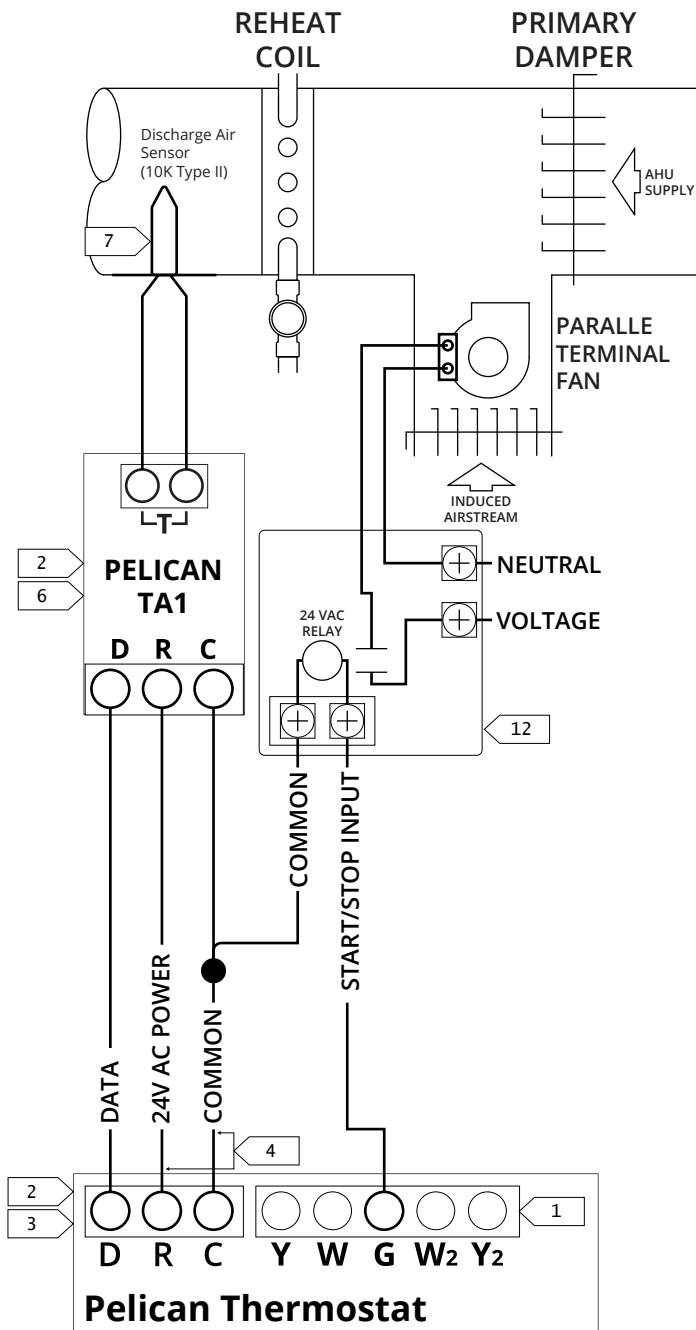 REHEAT
COIL
PRIMARY
DAMPER
Discharge Air
Sensor
(10K Type II)
AHU
SUPPLY
7
PARALLE
TERMINAL
FAN
INDUCED
AIRSTREAM
T
2
6
PELICAN
TA1
NEUTRAL
24 VAC
RELAY
VOLTAGE
D R C
12
COMMON
START/STOP INPUT
DATA
24V AC POWER
COMMON
4
2
3
1
D R C Y W G W2 Y2
Pelican Thermostat